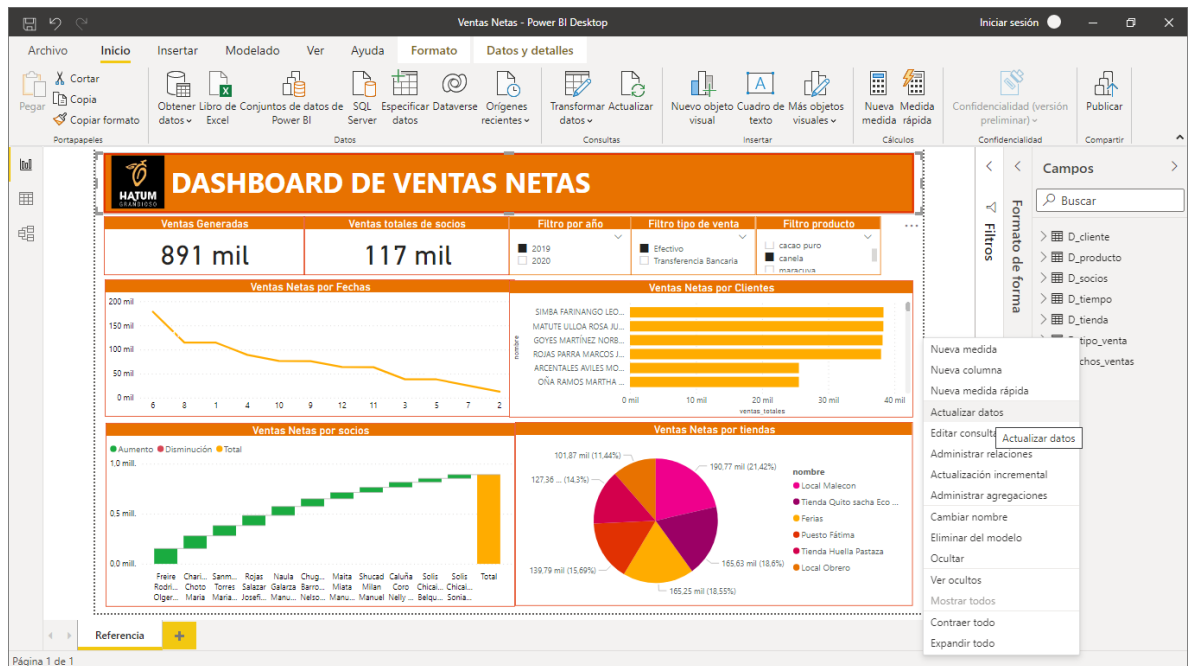 Ventas Netas - Power BI Desktop
Iniciar sesión
Archivo Inicio Insertar Modelado Ver Ayuda Formato Datos y detalles
Pegar
Cortar
Copia
Copiar formato
Portapapeles
Obtener datos
Libro de Excel
Conjuntos de datos de Power BI
SQL Server
Especificar datos
Dataverse
Orígenes recientes
Datos
Transformar datos
Actualizar
Consultas
Nuevo objeto visual
Cuadro de texto
Más objetos visuales
Insertar
Nueva medida
Medida rápida
Cálculos
Confidencialidad (versión preliminar)
Confidencialidad
Publicar
Compartir
HATUM
GRANDIOSO
DASHBOARD DE VENTAS NETAS
Ventas Generadas
891 mil
Ventas totales de socios
117 mil
Filtro por año
2019
2020
Filtro tipo de venta
Efectivo
Transferencia Bancaria
Filtro producto
cacao puro
canela
maracuya
Ventas Netas por Fechas
200 mil
150 mil
100 mil
50 mil
0 mil
6 8 1 4 10 9 12 11 3 5 7 2
Ventas Netas por Clientes
nombre
SIMBA FARINANGO LEO...
MATUTE ULLOA ROSA JU...
GOYES MARTÍNEZ NORB...
ROJAS PARRA MARCOS J...
ARCENTALES AVILES MO...
OÑA RAMOS MARTHA ...
0 mil 10 mil 20 mil 30 mil 40 mil
ventas_totales
Ventas Netas por socios
Aumento Disminución Total
1,0 mill.
0,5 mill.
0,0 mill.
Freire Chari... Sanm... Rojas Naula Chug... Maita Shucad Caluña Solis Solis Total
Rodri... Choto Torres Salazar Galarza Barro... Miata Milan Coro Chicai... Chicai...
Olger... Maria Maria... Josefi... Manu... Nelso... Manu... Manuel Nelly ... Belqu... Sonia...
Ventas Netas por tiendas
101,87 mil (11,44%)
190,77 mil (21,42%)
127,36 ... (14,3%)
139,79 mil (15,69%)
165,63 mil (18,6%)
165,25 mil (18,55%)
nombre
Local Malecon
Tienda Quito sacha Eco ...
Ferias
Puesto Fátima
Tienda Huella Pastaza
Local Obrero
Filtros
Formato de forma
Campos
Buscar
D_cliente
D_producto
D_socios
D_tiempo
D_tienda
tipo_venta
chos_ventas
Nueva medida
Nueva columna
Nueva medida rápida
Actualizar datos
Editar consulta
Actualizar datos
Administrar relaciones
Actualización incremental
Administrar agregaciones
Cambiar nombre
Eliminar del modelo
Ocultar
Ver ocultos
Mostrar todos
Contraer todo
Expandir todo
Referencia
Página 1 de 1